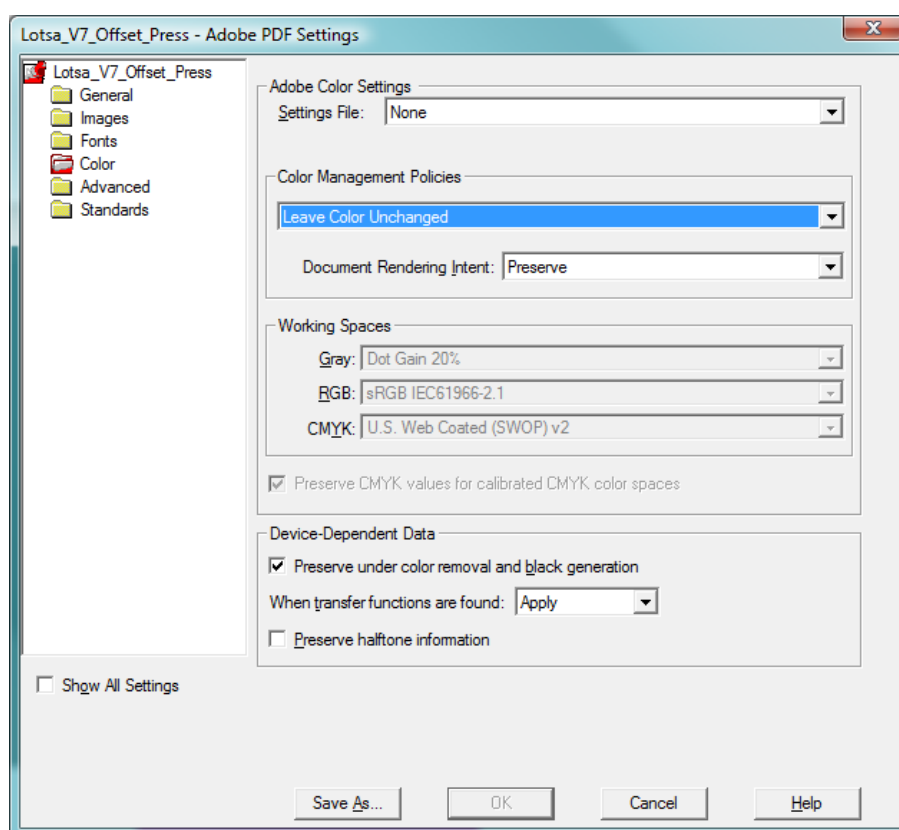 Lotsa_V7_Offset_Press - Adobe PDF Settings
x
Lotsa_V7_Offset_Press
General
Images
Fonts
Color
Advanced
Standards
Show All Settings
Adobe Color Settings
Settings File: None
Color Management Policies
Leave Color Unchanged
Document Rendering Intent: Preserve
Working Spaces
Gray: Dot Gain 20%
RGB: sRGB IEC61966-2.1
CMYK: U.S. Web Coated (SWOP) v2
Preserve CMYK values for calibrated CMYK color spaces
Device-Dependent Data
Preserve under color removal and black generation
When transfer functions are found: Apply
Preserve halftone information
Save As... OK Cancel Help